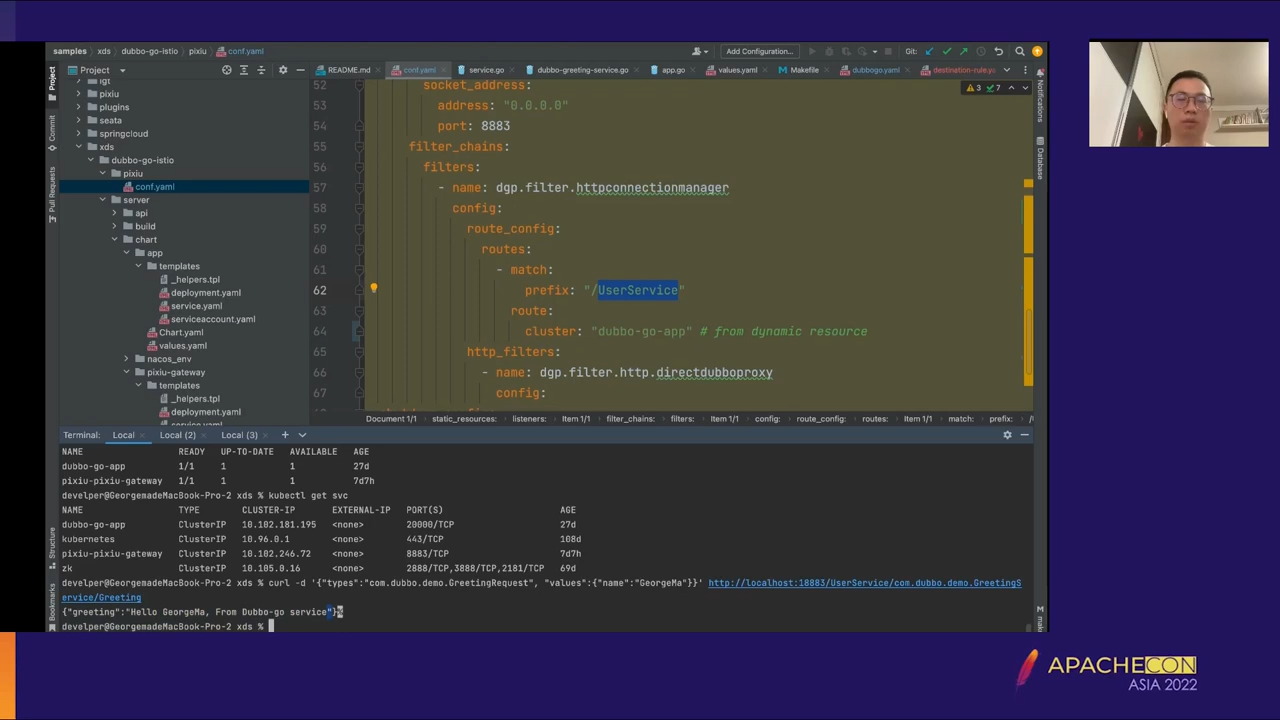 samples xds dubbo-go-istio pixiu conf.yaml
Add Configuration...
Git:
Project
README.md
conf.yaml
service.go
dubbo-greeting-service.go
app.go
values.yaml
Makefile
dubbogo.yaml
destination-rule.yaml
Project
Commit
Pull Requests
Structure
Bookmarks
pixiu
plugins
seata
springcloud
xds
dubbo-go-istio
pixiu
conf.yaml
server
api
build
chart
app
templates
_helpers.tpl
deployment.yaml
service.yaml
serviceaccount.yaml
Chart.yaml
values.yaml
nacos_env
pixiu-gateway
templates
_helpers.tpl
deployment.yaml
3 7
Notifications
Database
52 socket_address:
53 address: "0.0.0.0"
54 port: 8883
55 filter_chains:
56 filters:
57 - name: dgp.filter.httpconnectionmanager
58 config:
59 route_config:
60 routes:
61 - match:
62 prefix: "/UserService"
63 route:
64 cluster: "dubbo-go-app" # from dynamic resource
65 http_filters:
66 - name: dgp.filter.http.directdubboproxy
67 config:
Document 1/1 static_resources: listeners: Item 1/1 filter_chains: filters: Item 1/1 config: route_config: routes: Item 1/1 match: prefix:
Terminal: Local Local (2) Local (3)
NAME READY UP-TO-DATE AVAILABLE AGE
dubbo-go-app 1/1 1 1 27d
pixiu-pixiu-gateway 1/1 1 1 7d7h
develper@GeorgemadeMacBook-Pro-2 xds % kubectl get svc
NAME TYPE CLUSTER-IP EXTERNAL-IP PORT(S) AGE
dubbo-go-app ClusterIP 10.102.181.195 <none> 20000/TCP 27d
kubernetes ClusterIP 10.96.0.1 <none> 443/TCP 108d
pixiu-pixiu-gateway ClusterIP 10.102.246.72 <none> 8883/TCP 7d7h
zk ClusterIP 10.105.0.16 <none> 2888/TCP,3888/TCP,2181/TCP 69d
develper@GeorgemadeMacBook-Pro-2 xds % curl -d '{"types":"com.dubbo.demo.GreetingRequest", "values":{"name":"GeorgeMa"}}' http://localhost:18883/UserService/com.dubbo.demo.GreetingS
ervice/Greeting
{"greeting":"Hello GeorgeMa, From Dubbo-go service"}%
develper@GeorgemadeMacBook-Pro-2 xds %
APACHECON
ASIA 2022